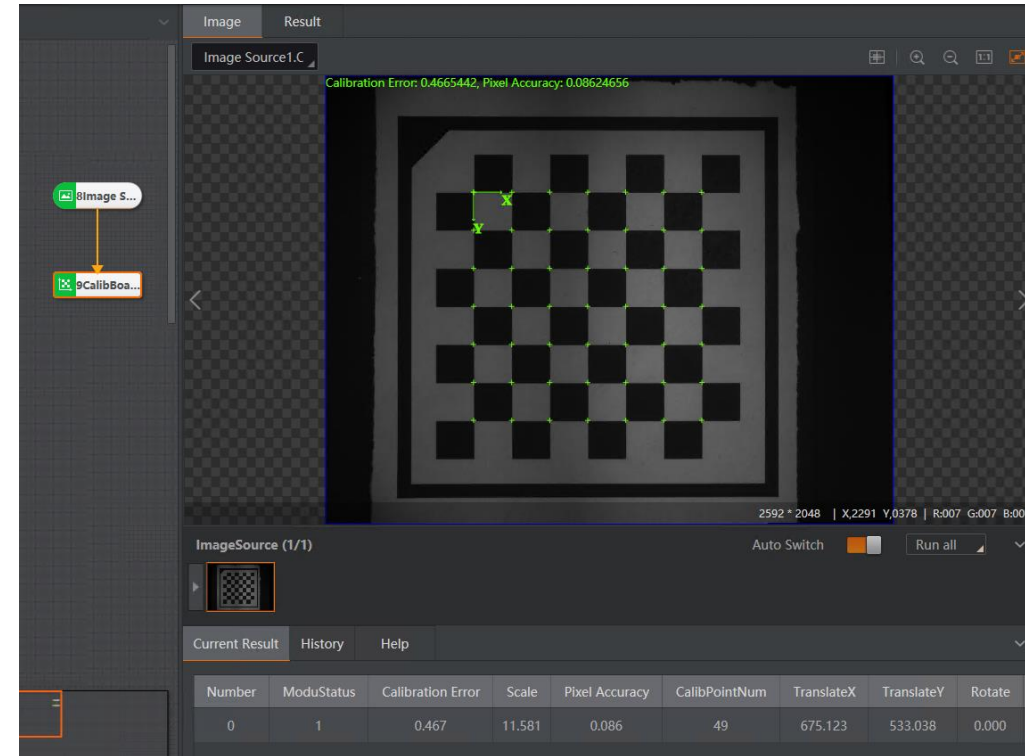 Image Result
Image Source1.C
1:1
Calibration Error: 0.4665442, Pixel Accuracy: 0.08624656
8Image S...
X
Y
9CalibBoa...
2592 * 2048 | X,2291 Y,0378 | R:007 G:007 B:00
ImageSource (1/1) Auto Switch Run all
Current Result History Help
Number ModuStatus Calibration Error Scale Pixel Accuracy CalibPointNum TranslateX TranslateY Rotate
0 1 0.467 11.581 0.086 49 675.123 533.038 0.000